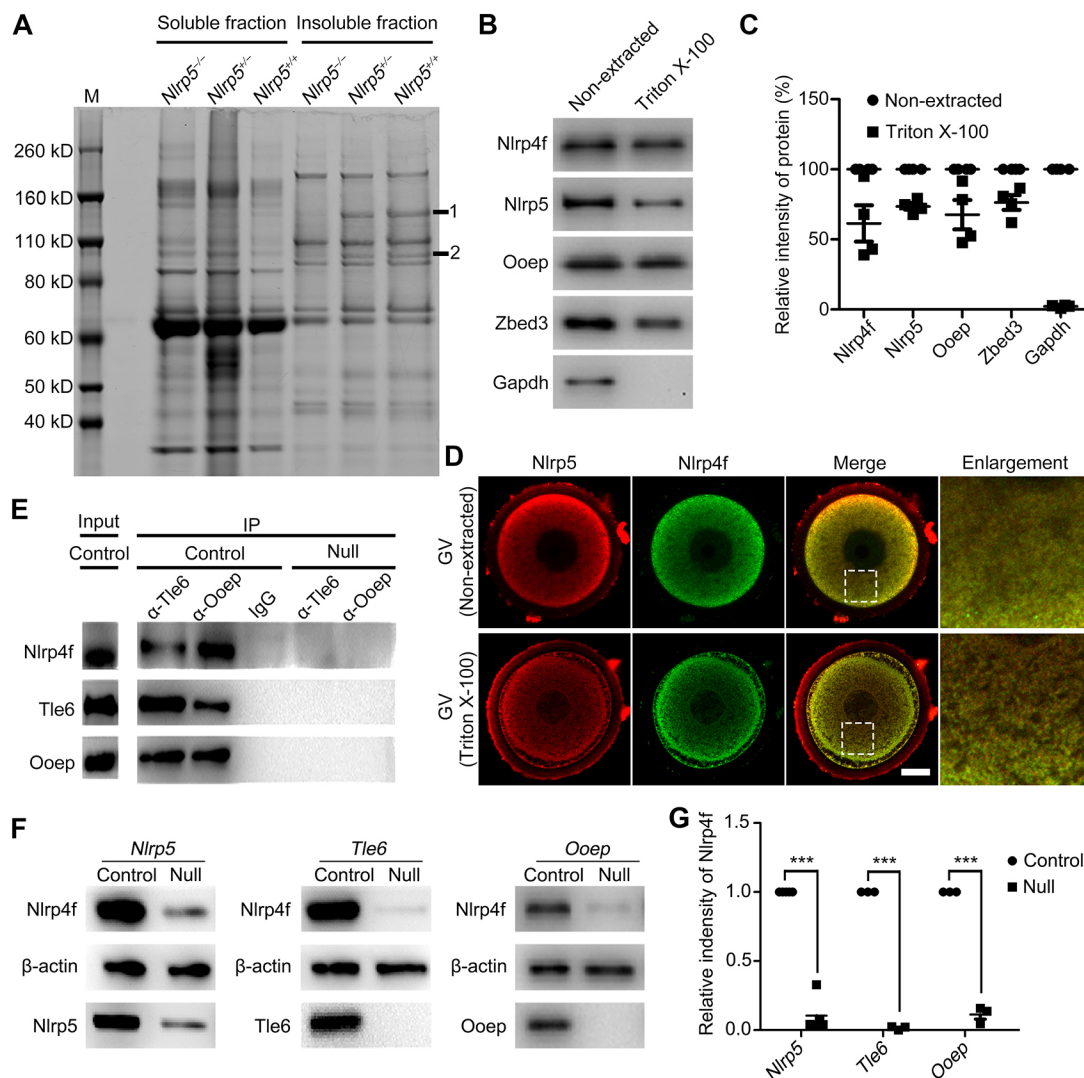 A
Soluble fraction Insoluble fraction
M Nlrp5−/− Nlrp5+/− Nlrp5+/+ Nlrp5−/− Nlrp5+/− Nlrp5+/+
260 kD
160 kD
110 kD
80 kD
60 kD
50 kD
40 kD
1
2
B
Non-extracted Triton X-100
Nlrp4f
Nlrp5
Ooep
Zbed3
Gapdh
C
Relative intensity of protein (%)
150
100
50
0
Non-extracted
Triton X-100
Nlrp4f Nlrp5 Ooep Zbed3 Gapdh
D
Nlrp5 Nlrp4f Merge Enlargement
GV
(Non-extracted)
GV
(Triton X-100)
E
Input IP
Control Control Null
α-Tle6 α-Ooep IgG α-Tle6 α-Ooep
Nlrp4f
Tle6
Ooep
F
Nlrp5 Tle6 Ooep
Control Null Control Null Control Null
Nlrp4f Nlrp4f Nlrp4f
β-actin β-actin β-actin
Nlrp5 Tle6 Ooep
G
Relative indensity of Nlrp4f
1.5
1.0
0.5
0.0
*** *** ***
Control
Null
Nlrp5 Tle6 Ooep